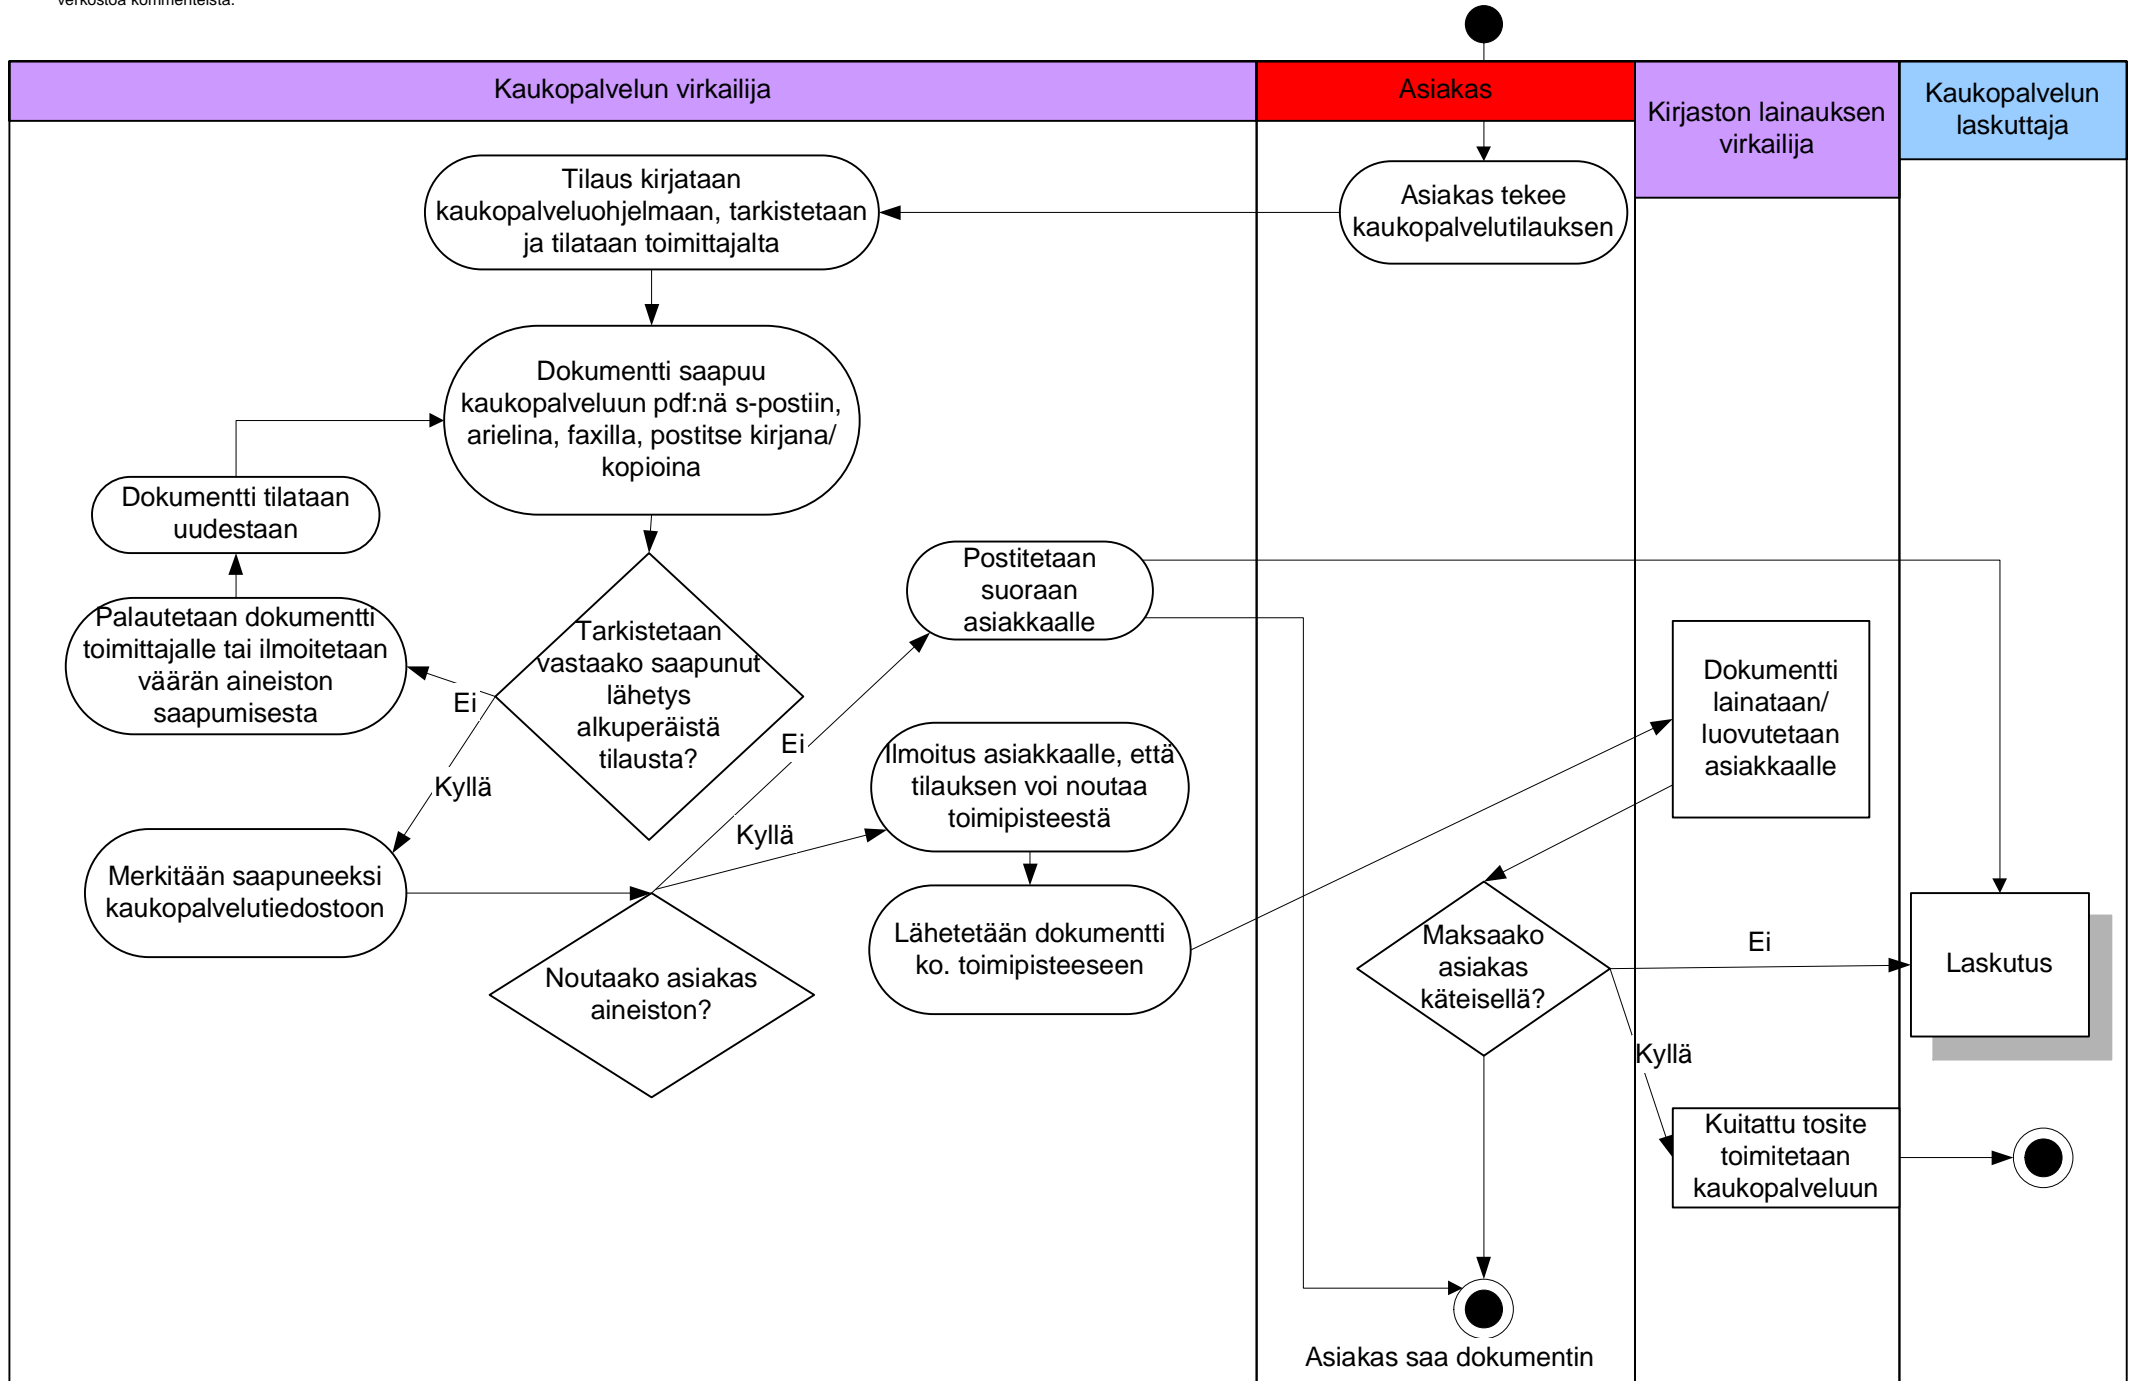 verkostoa kommenteista.
Kaukopalvelun virkailija
Asiakas
Kirjaston lainauksen
virkailija
Kaukopalvelun
laskuttaja
Tilaus kirjataan
kaukopalveluohjelmaan, tarkistetaan
ja tilataan toimittajalta
Asiakas tekee
kaukopalvelutilauksen
Dokumentti saapuu
kaukopalveluun pdf:nä s-postiin,
arielina, faxilla, postitse kirjana/
kopioina
Dokumentti tilataan
uudestaan
Palautetaan dokumentti
toimittajalle tai ilmoitetaan
väärän aineiston
saapumisesta
Ei
Tarkistetaan
vastaako saapunut
lähetys
alkuperäistä
tilausta?
Kyllä
Postitetaan
suoraan
asiakkaalle
Ei
Ilmoitus asiakkaalle, että
tilauksen voi noutaa
toimipisteestä
Kyllä
Merkitään saapuneeksi
kaukopalvelutiedostoon
Noutaako asiakas
aineiston?
Lähetetään dokumentti
ko. toimipisteeseen
Dokumentti
lainataan/
luovutetaan
asiakkaalle
Maksaako
asiakas
käteisellä?
Ei
Laskutus
Kyllä
Kuitattu tosite
toimitetaan
kaukopalveluun
Asiakas saa dokumentin